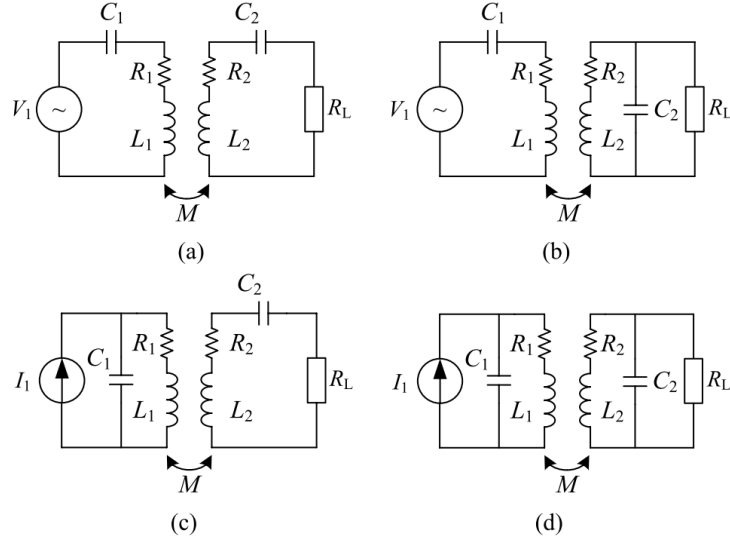 C1 C2
V1 ~ R1 L1 R2 L2 RL
M
(a)
C1
V1 ~ R1 L1 R2 L2 C2 RL
M
(b)
C2
I1 C1 R1 L1 R2 L2 RL
M
(c)
I1 C1 R1 L1 R2 L2 C2 RL
M
(d)